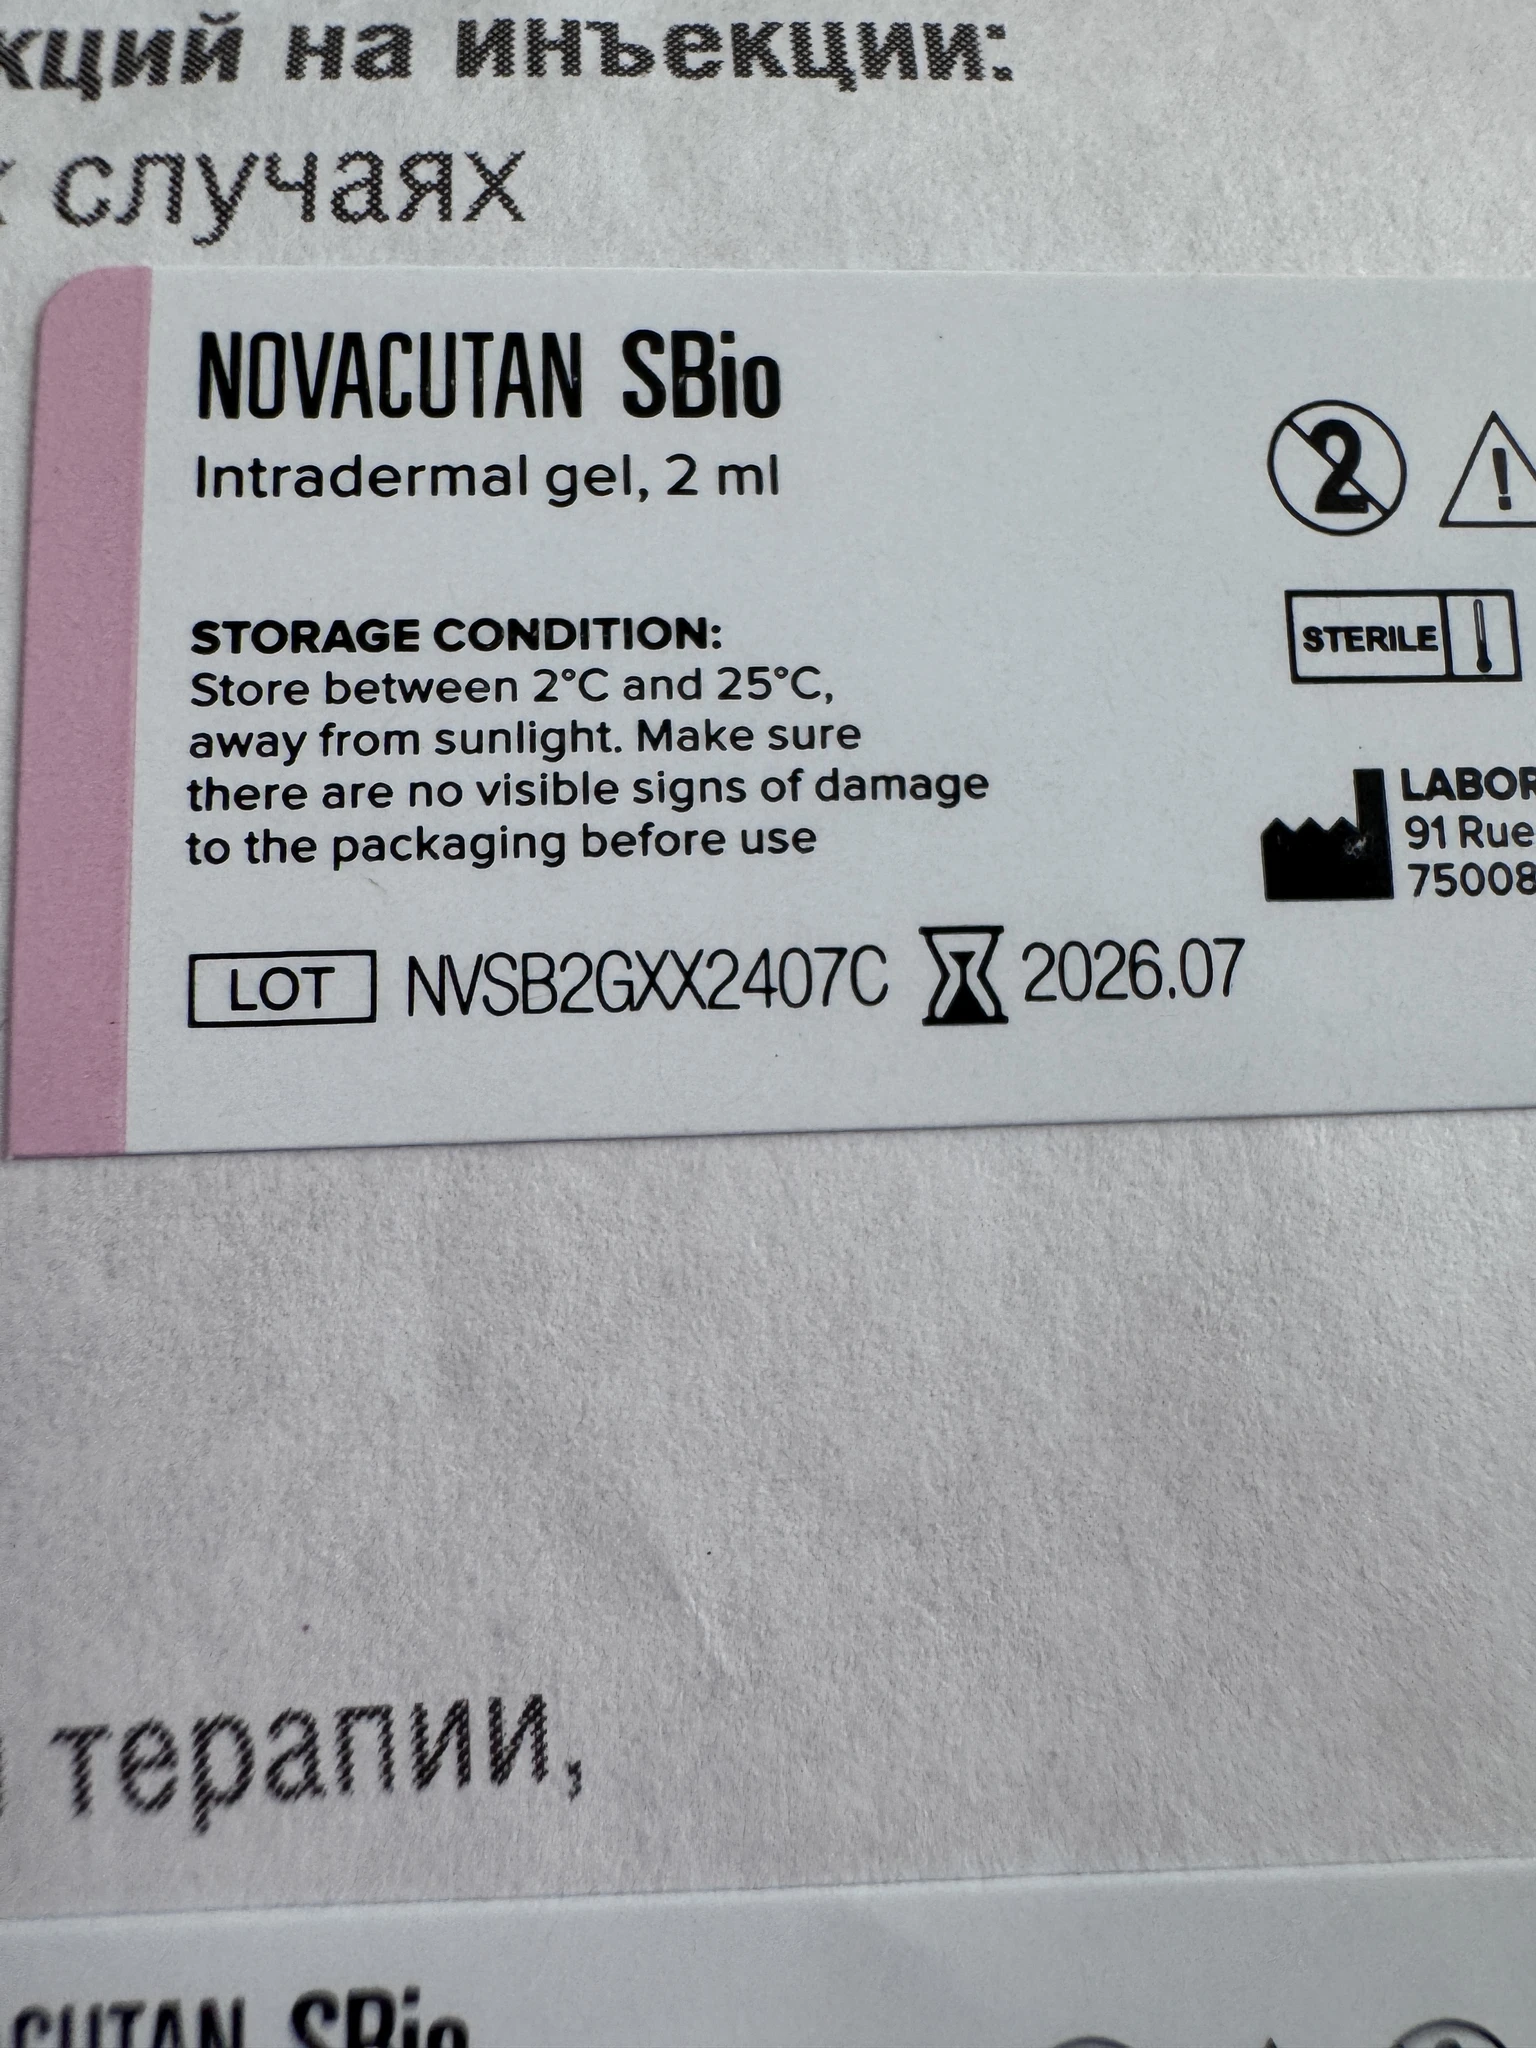 на инъекции:
случаях
NOVACUTAN SBio
Intradermal gel, 2 ml
2
!
STORAGE CONDITION:
Store between 2°C and 25°C,
away from sunlight. Make sure
there are no visible signs of damage
to the packaging before use
STERILE
91 Rue
75008
LOT NVSB2GXX2407C 2026.07
терапии,
SBio